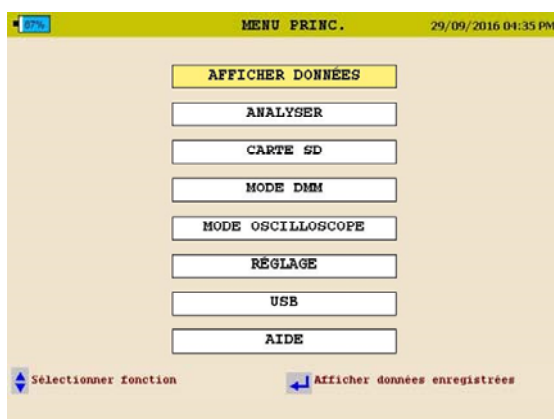 87%
MENU PRINC.
29/09/2016 04:35 PM
AFFICHER DONNÉES
ANALYSER
CARTE SD
MODE DMM
MODE OSCILLOSCOPE
RÉGLAGE
USB
AIDE
Sélectionner fonction
Afficher données enregistrées